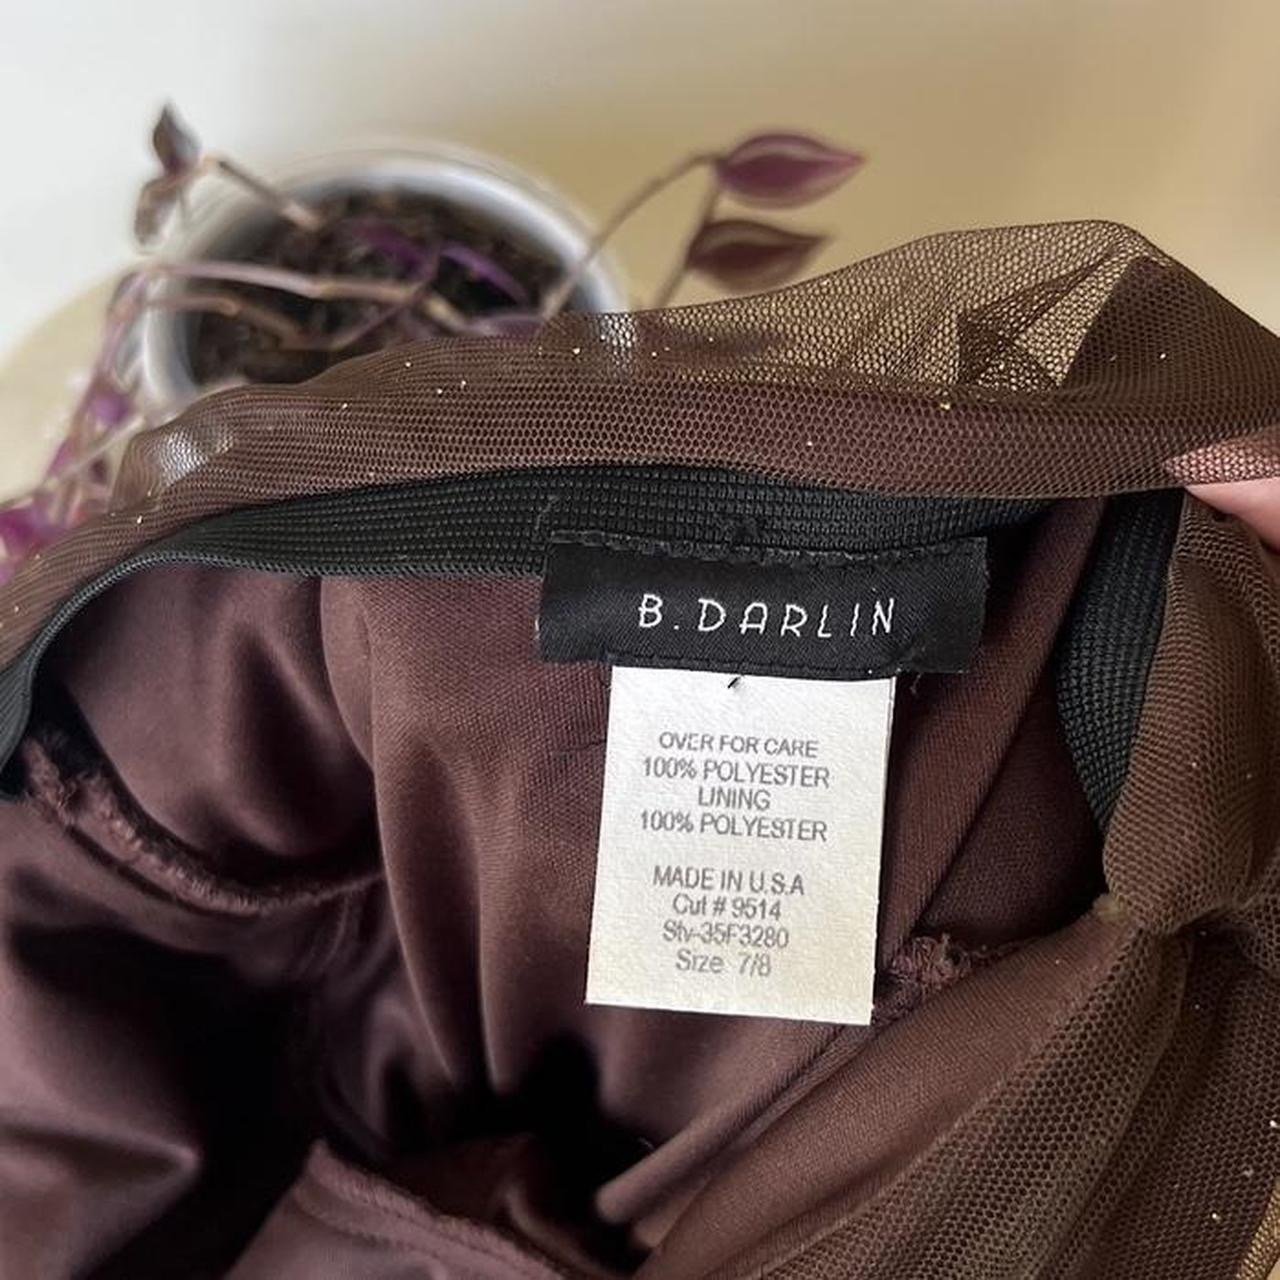 B. DARLIN
OVER FOR CARE
100% POLYESTER
LINING
100% POLYESTER
MADE IN U.S.A
Cut # 9514
Sty-35F3280
Size 7/8